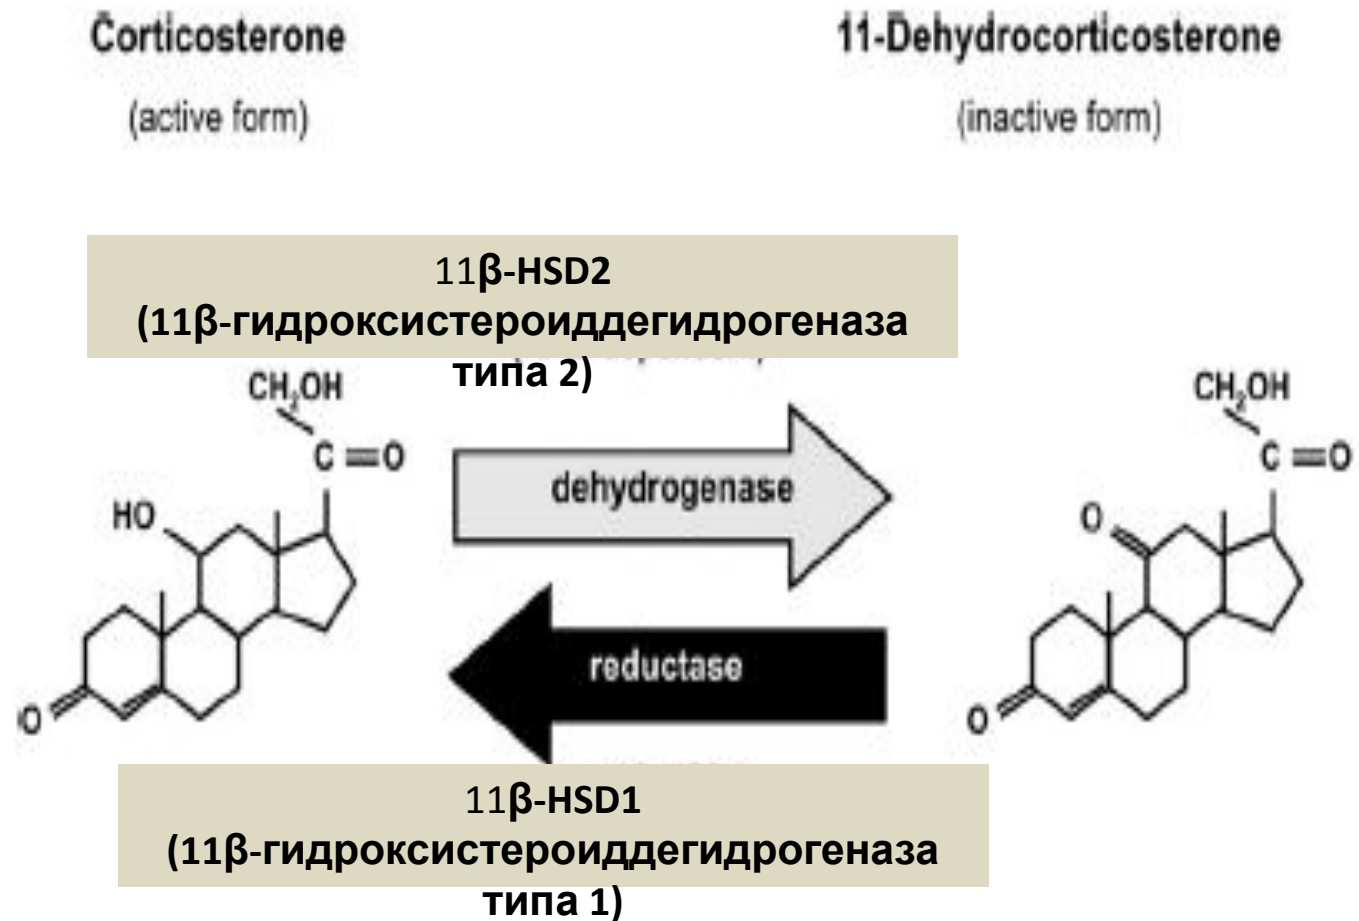 Corticosterone
(active form)
11-Dehydrocorticosterone
(inactive form)
11β-HSD2
(11β-гидроксистероиддегидрогеназа
типа 2)
CH₂OH
C=O
HO
O
dehydrogenase
CH₂OH
C=O
O
O
reductase
11β-HSD1
(11β-гидроксистероиддегидрогеназа
типа 1)